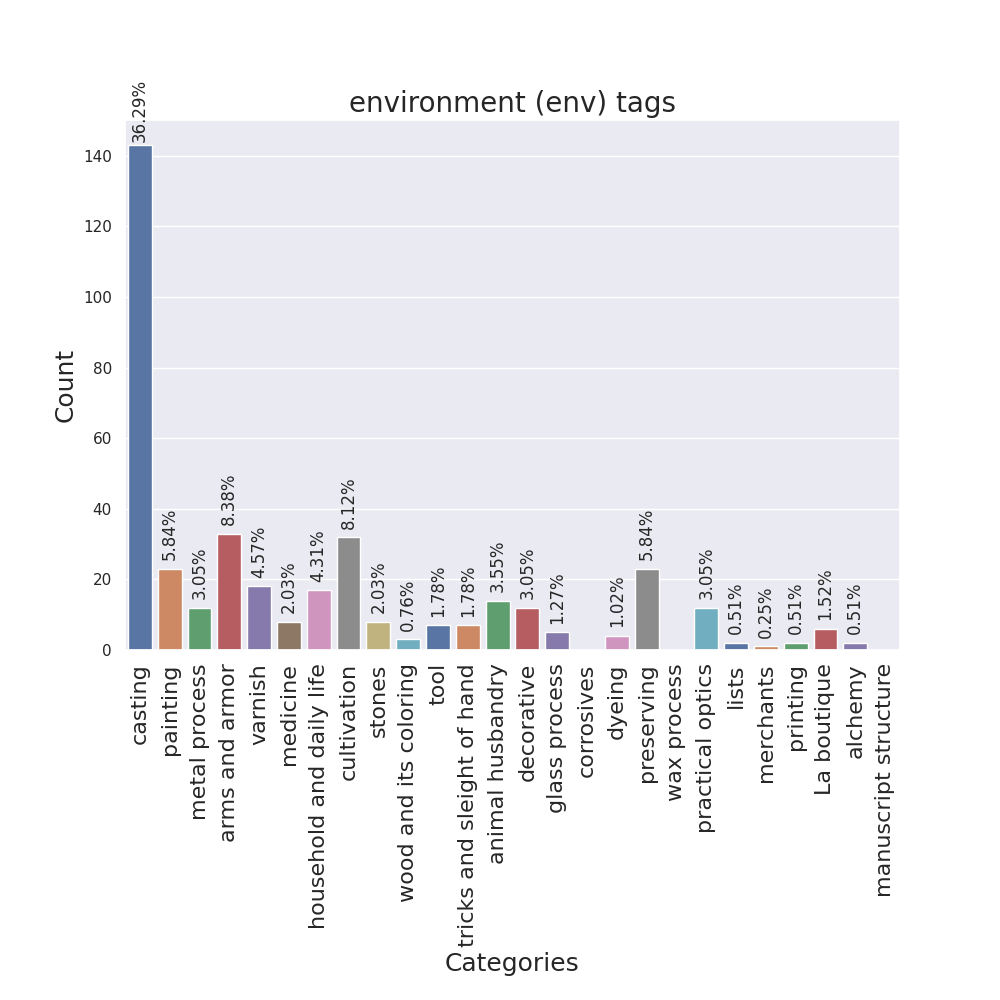 environment (env) tags
Count
140
120
100
80
60
40
20
0
36.29%
5.84%
3.05%
8.38%
4.57%
2.03%
4.31%
8.12%
2.03%
0.76%
1.78%
1.78%
3.55%
3.05%
1.27%
1.02%
5.84%
3.05%
0.51%
0.25%
0.51%
1.52%
0.51%
casting
painting
metal process
arms and armor
varnish
medicine
household and daily life
cultivation
stones
wood and its coloring
tool
tricks and sleight of hand
animal husbandry
decorative
glass process
corrosives
dyeing
preserving
wax process
practical optics
lists
merchants
printing
La boutique
alchemy
manuscript structure
Categories